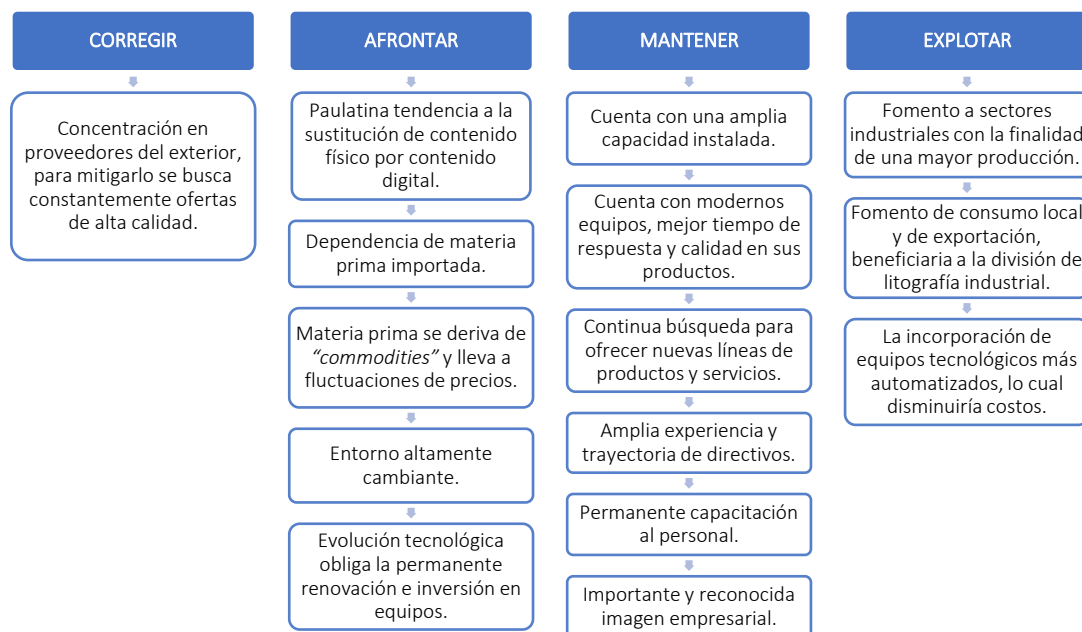 CORREGIR
Concentración en
proveedores del exterior,
para mitigarlo se busca
constantemente ofertas
de alta calidad.
AFRONTAR
Paulatina tendencia a la
sustitución de contenido
físico por contenido
digital.
Dependencia de materia
prima importada.
Materia prima se deriva de
“commodities” y lleva a
fluctuaciones de precios.
Entorno altamente
cambiante.
Evolución tecnológica
obliga la permanente
renovación e inversión en
equipos.
MANTENER
Cuenta con una amplia
capacidad instalada.
Cuenta con modernos
equipos, mejor tiempo de
respuesta y calidad en sus
productos.
Continua búsqueda para
ofrecer nuevas líneas de
productos y servicios.
Amplia experiencia y
trayectoria de directivos.
Permanente capacitación
al personal.
Importante y reconocida
imagen empresarial.
EXPLOTAR
Fomento a sectores
industriales con la finalidad
de una mayor producción.
Fomento de consumo local
y de exportación,
beneficiaria a la división de
litografía industrial.
La incorporación de
equipos tecnológicos más
automatizados, lo cual
disminuiría costos.